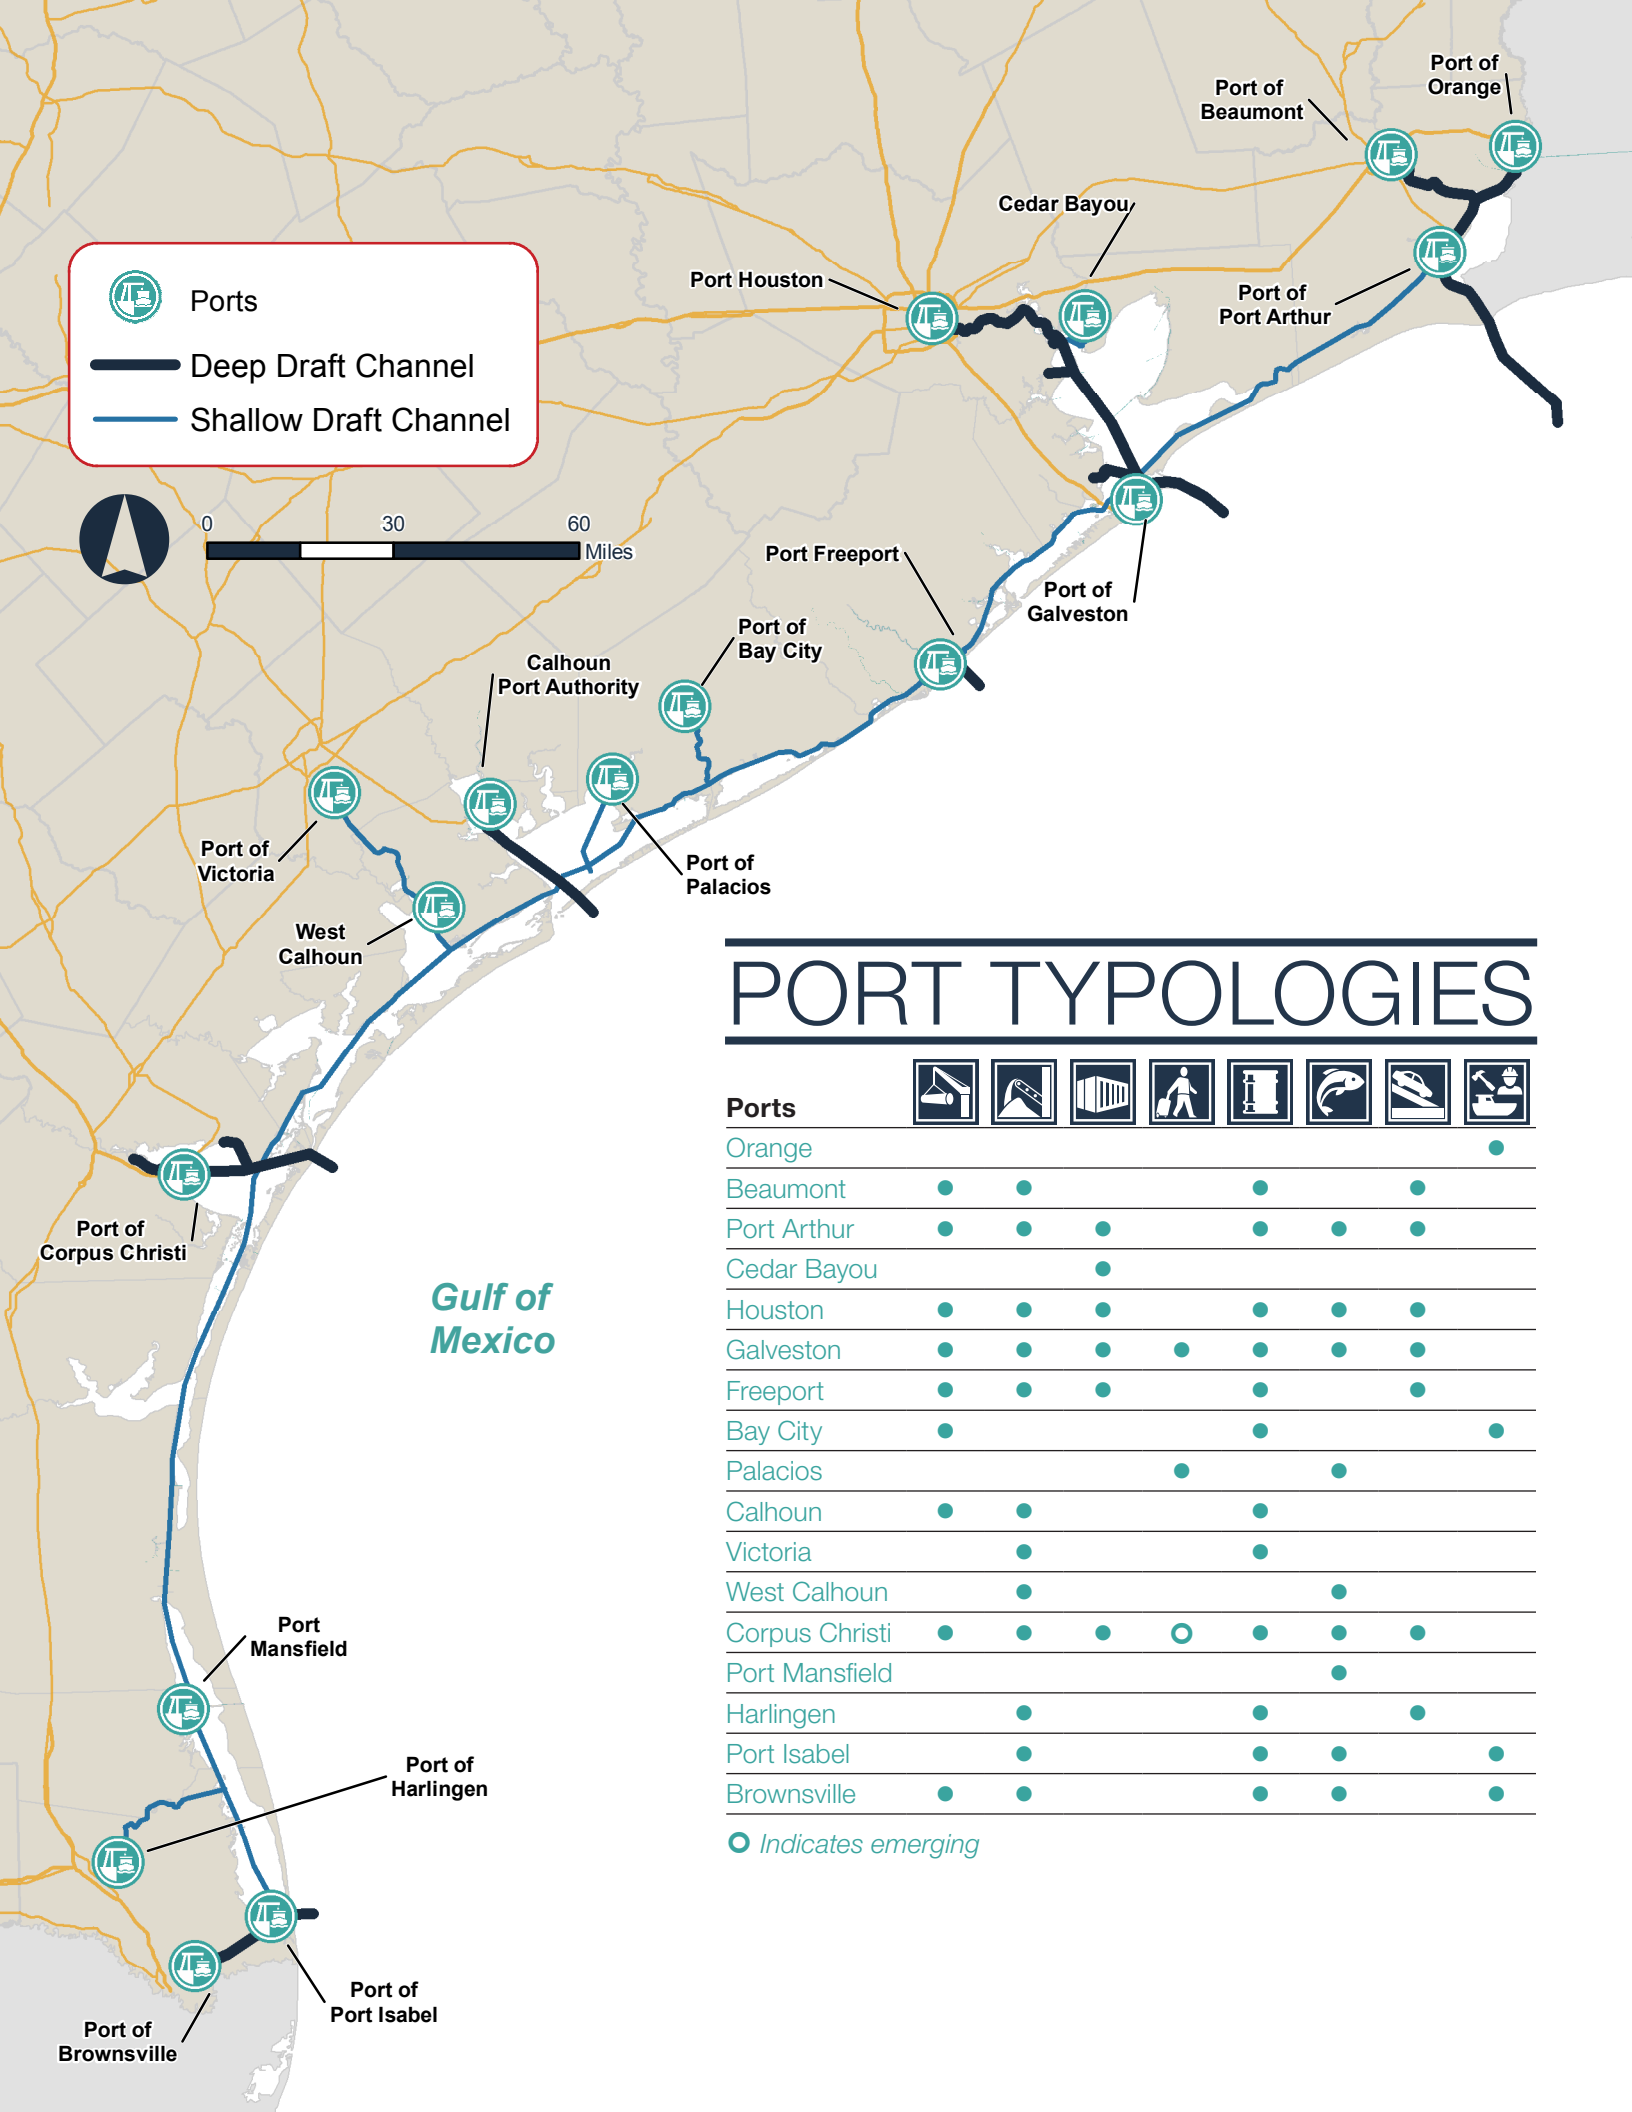 Port of
Orange
Port of
Beaumont
Cedar Bayou
Port Houston
Port of
Port Arthur
Ports
Deep Draft Channel
Shallow Draft Channel
0 30 60
Miles
Port Freeport
Port of
Galveston
Port of
Bay City
Calhoun
Port Authority
Port of
Victoria
Port of
Palacios
West
Calhoun
Port of
Corpus Christi
Gulf of
Mexico
Port
Mansfield
Port of
Harlingen
Port of
Port Isabel
Port of
Brownsville
PORT TYPOLOGIES
Ports
Orange
Beaumont
Port Arthur
Cedar Bayou
Houston
Galveston
Freeport
Bay City
Palacios
Calhoun
Victoria
West Calhoun
Corpus Christi
Port Mansfield
Harlingen
Port Isabel
Brownsville
Indicates emerging